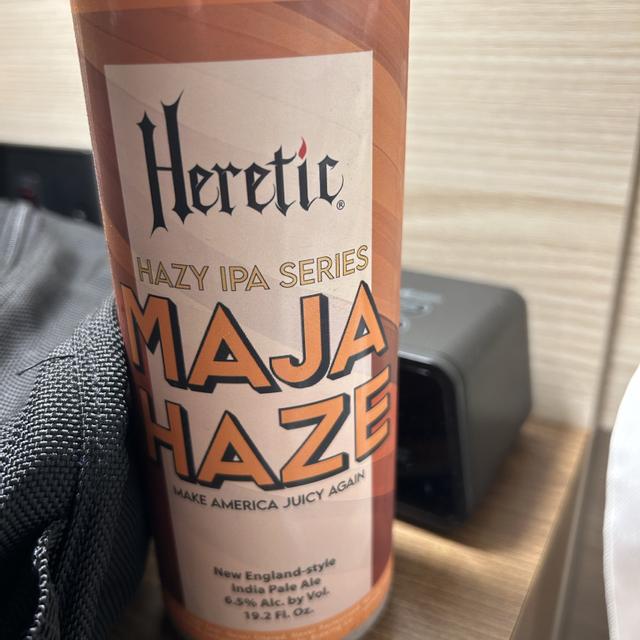 Heretic®
HAZY IPA SERIES
MAJA
HAZE
MAKE AMERICA JUICY AGAIN
New England-style
India Pale Ale
6.5% Alc. by Vol.
19.2 Fl. Oz.